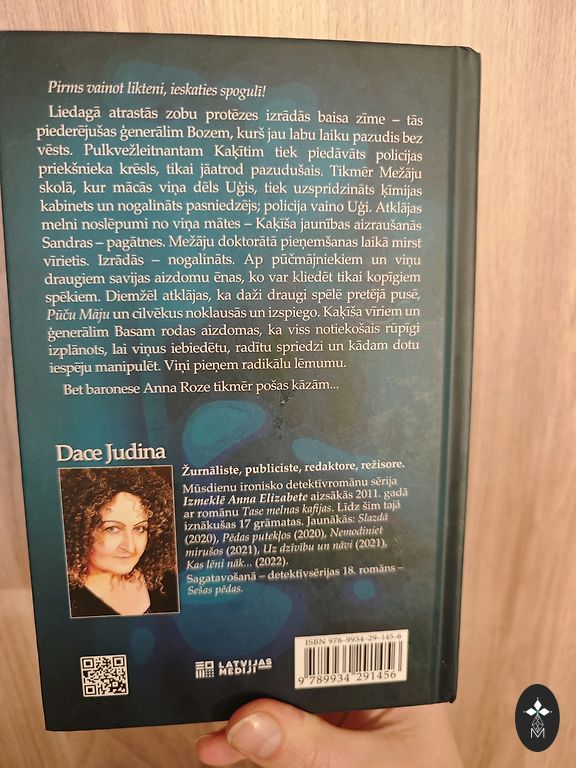 Pirms vainot likteni, ieskaties spogulī!
Liedagā atrastās zobu protēzes izrādās baisa zīme – tās
piederējušas ģenerālim Bozem, kurš jau labu laiku pazudis bez
vēsts. Pulkvežleitnantam Kaķītim tiek piedāvāts policijas
priekšnieka krēsls, tikai jāatrod pazudušais. Tikmēr Mežāju
skolā, kur mācās viņa dēls Uģis, tiek uzspridzināts ķīmijas
kabinets un nogalināts pasniedzējs; policija vaino Uģi. Atklājas
melni noslēpumi no viņa mātes – Kaķīša jaunības aizraušanās
Sandras – pagātnes. Mežāju doktorātā pieņemšanas laikā mirst
vīrietis. Izrādās – nogalināts. Ap pūčmājniekiem un viņu
draugiem savijas aizdomu ēnas, ko var kliedēt tikai kopīgiem
spēkiem. Diemžēl atklājas, ka daži draugi spēlē pretējā pusē,
Pūču Māju un cilvēkus noklausās un izspiego. Kaķīša vīriem un
ģenerālim Basam rodas aizdomas, ka viss notiekošais rūpīgi
izplānots, lai viņus iebiedētu, radītu spriedzi un kādam dotu
iespēju manipulēt. Viņi pieņem radikālu lēmumu.
Bet baronese Anna Roze tikmēr pošas kāzām...
Dace Judina
Žurnāliste, publiciste, redaktore, režisore.
Mūsdienu ironisko detektīvromānu sērija
Izmeklē Anna Elizabete aizsākās 2011. gadā
ar romānu Tase melnas kafijas. Līdz šim tajā
iznākušas 17 grāmatas. Jaunākās: Slazdā
(2020), Pēdas putekļos (2020), Nemodiniet
mirušos (2021), Uz dzīvību un nāvi (2021),
Kas lēni nāk... (2022).
Sagatavošanā – detektīvsērijas 18. romāns –
Sešas pēdas.
ISBN 978-9934-29-145-6
9 789934 291456
LATVIJAS
MEDIJI
M